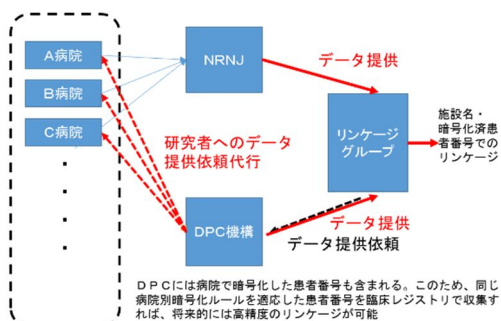 A病院
B病院
C病院
NRNJ
データ提供
リンケージ
グループ
施設名・
暗号化済患
者番号での
リンケージ
研究者へのデータ
提供依頼代行
DPC機構
データ提供
データ提供依頼
DPCには病院で暗号化した患者番号も含まれる。このため、同じ
病院別暗号化ルールを適応した患者番号を臨床レジストリで収集す
れば、将来的には高精度のリンケージが可能